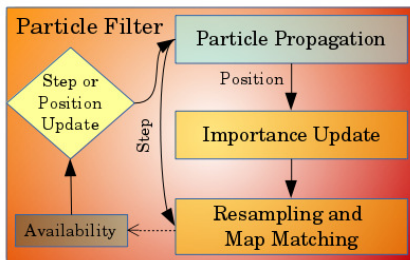 Particle Filter
Particle Propagation
Step or
Position
Update
Position
Step
Importance Update
Availability
Resampling and
Map Matching